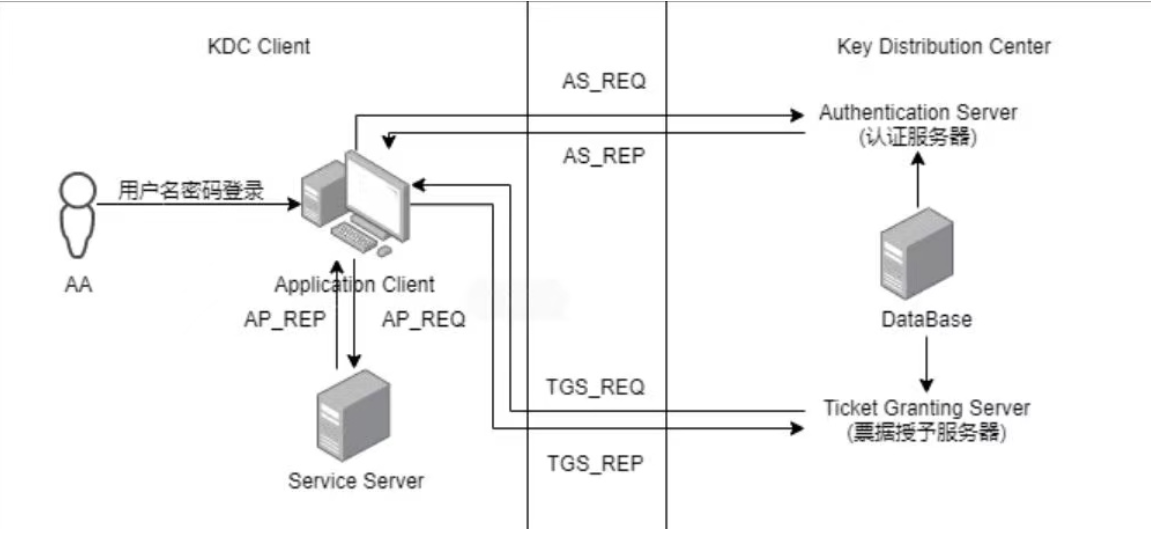 KDC Client
Key Distribution Center
AS_REQ
Authentication Server
(认证服务器)
AS_REP
用户名密码登录
AA
Application Client
AP_REP
AP_REQ
DataBase
TGS_REQ
Ticket Granting Server
(票据授予服务器)
TGS_REP
Service Server